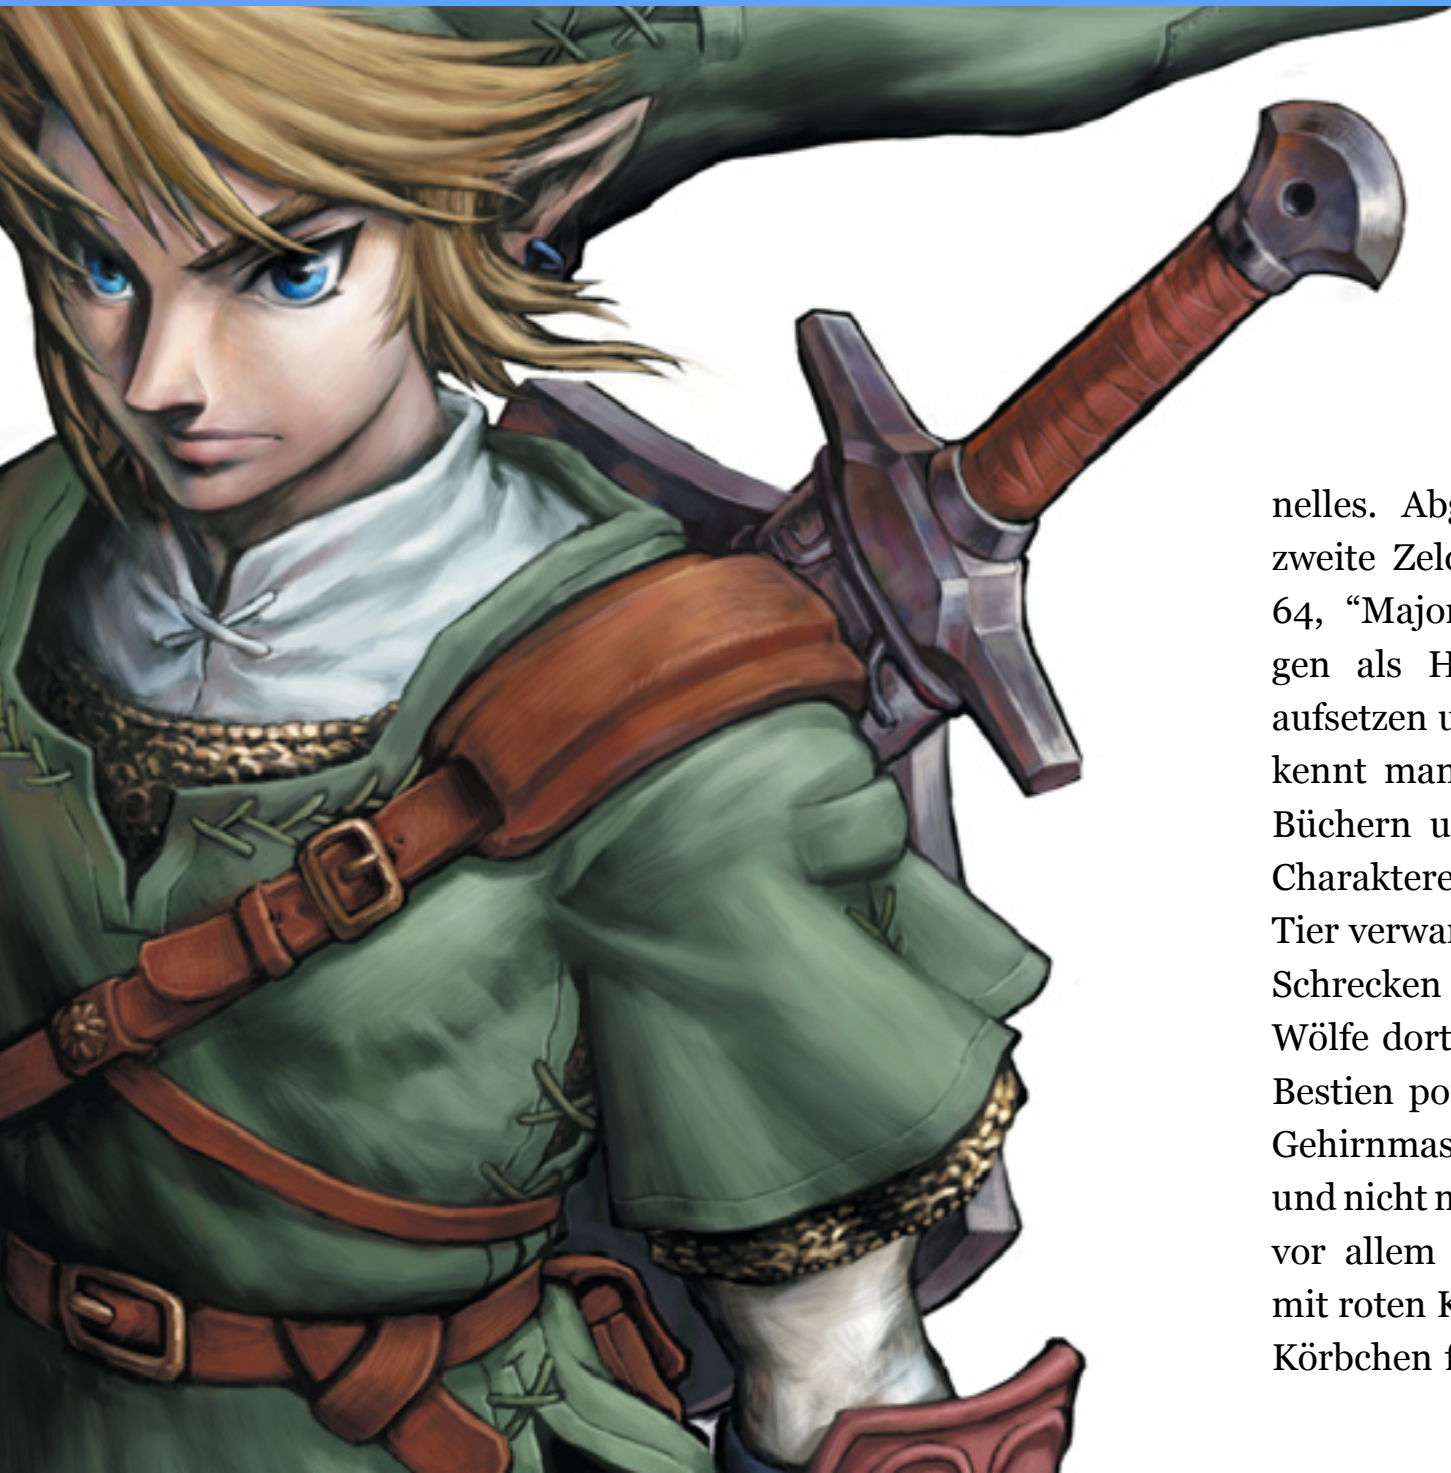 nelles. Abg
zweite Zeld
64, “Major
gen als H
aufsetzen u
kennt man
Büchern u
Charaktere
Tier verwan
Schrecken
Wölfe dort
Bestien po
Gehirnmas
und nicht n
vor allem
mit roten K
Körbchen f